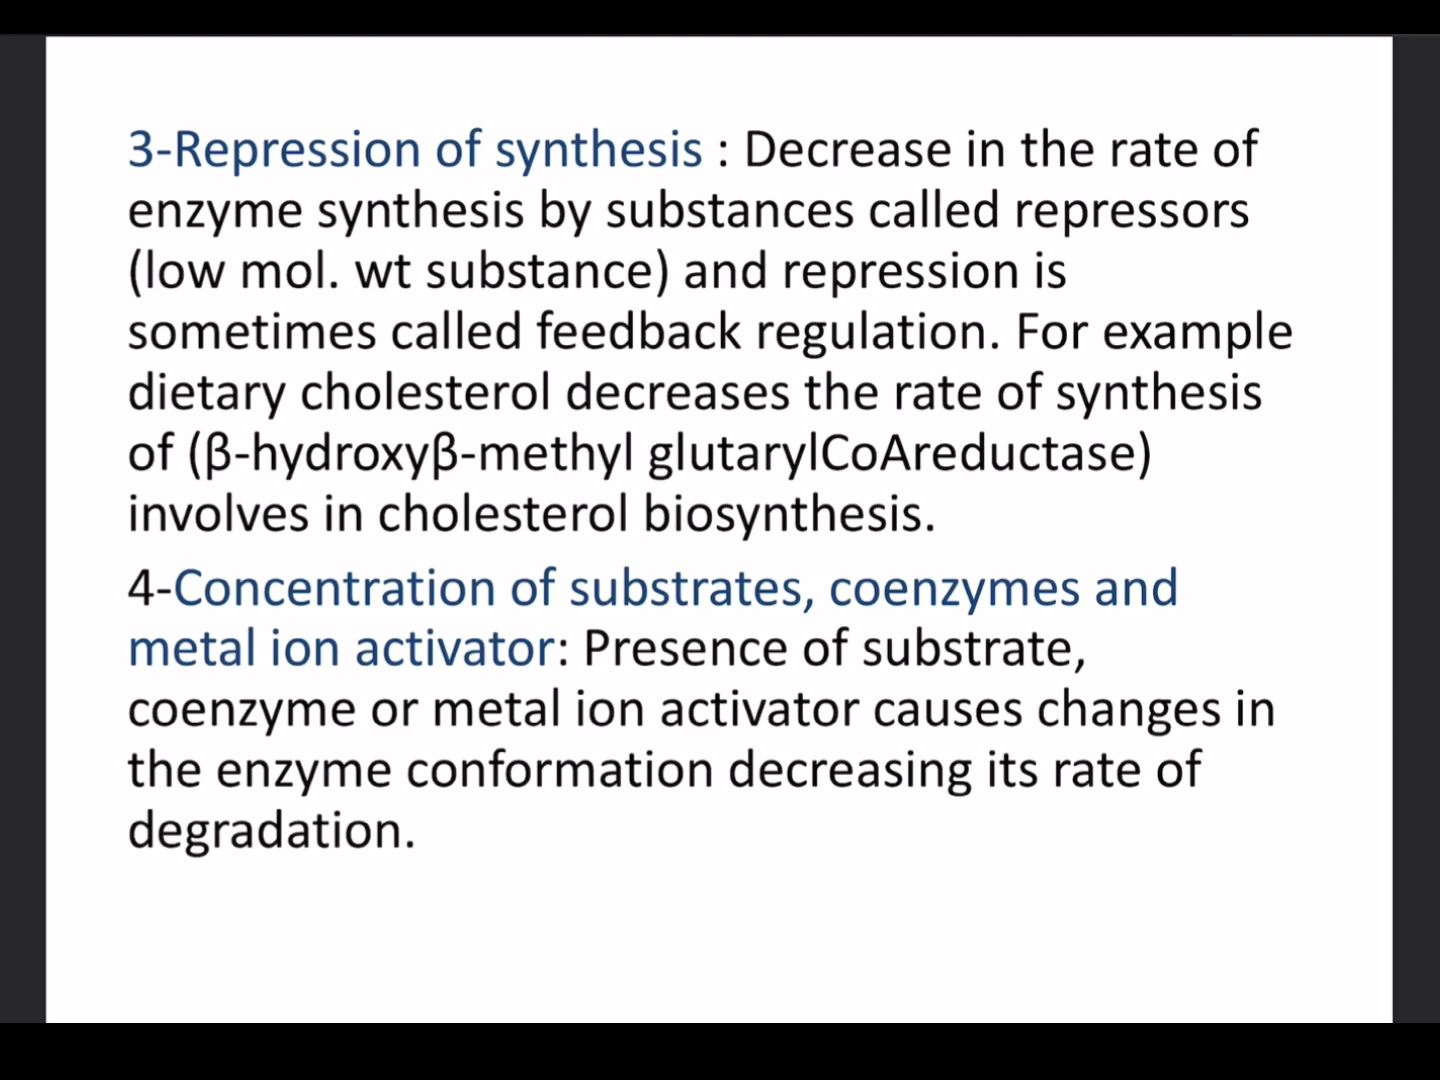 3-Repression of synthesis : Decrease in the rate of
enzyme synthesis by substances called repressors
(low mol. wt substance) and repression is
sometimes called feedback regulation. For example
dietary cholesterol decreases the rate of synthesis
of (β-hydroxyβ-methyl glutarylCoAreductase)
involves in cholesterol biosynthesis.
4-Concentration of substrates, coenzymes and
metal ion activator: Presence of substrate,
coenzyme or metal ion activator causes changes in
the enzyme conformation decreasing its rate of
degradation.